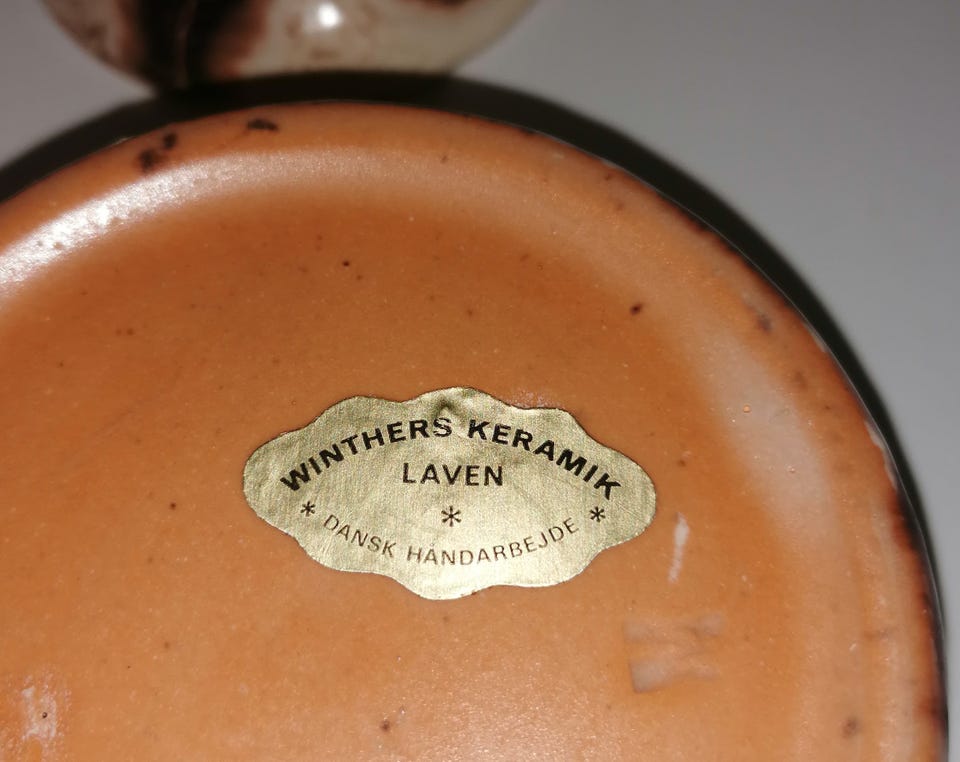 WINTHERS KERAMIK
LAVEN
*
* DANSK HÅNDARBEJDE *